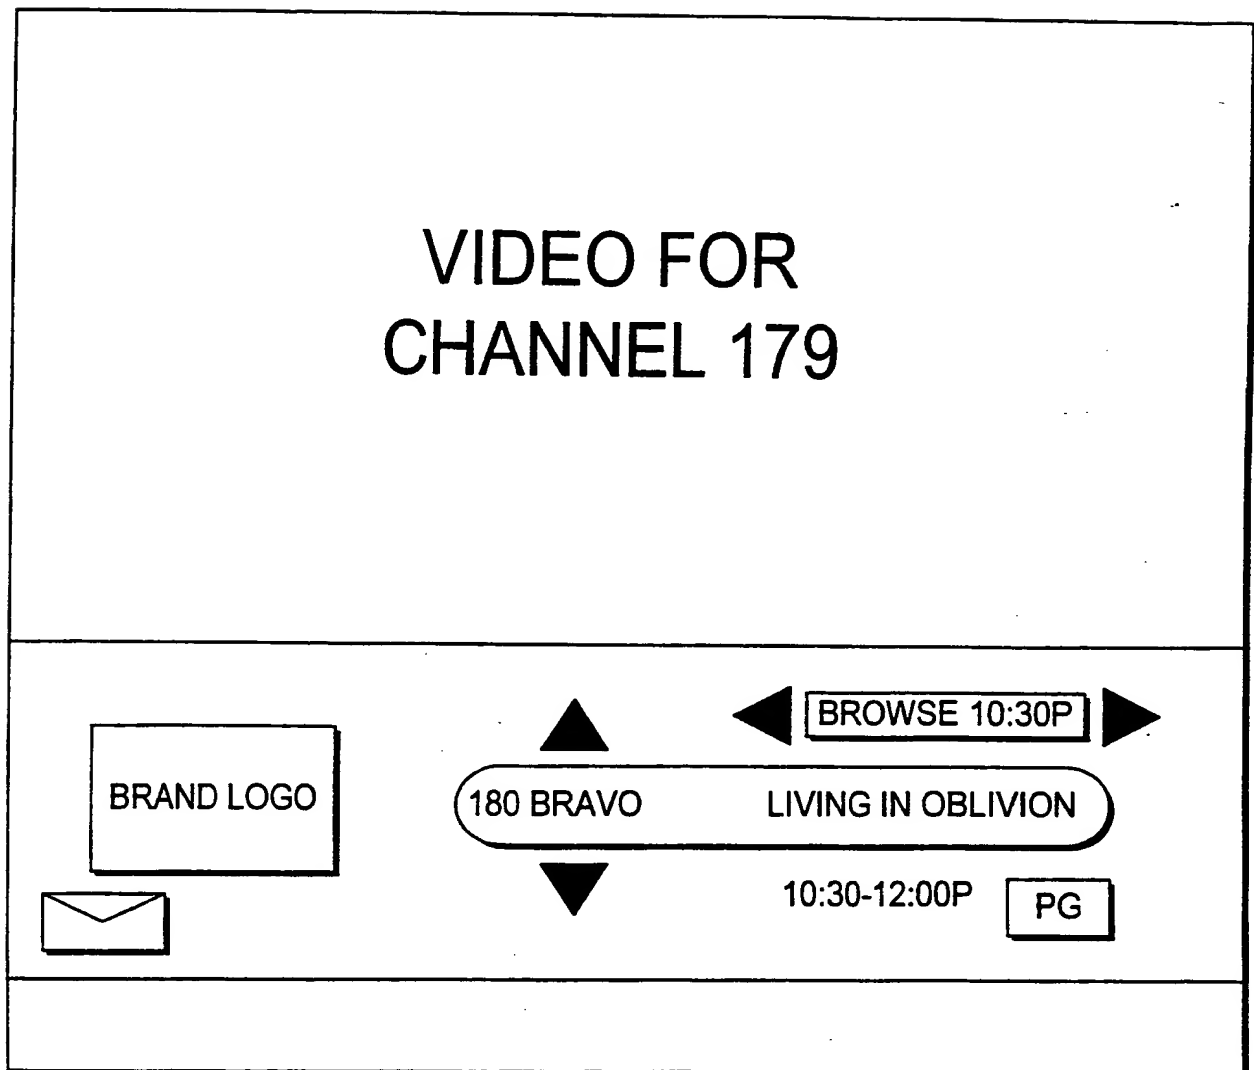 VIDEO FOR
CHANNEL 179
BROWSE 10:30P
BRAND LOGO
180 BRAVO LIVING IN OBLIVION
10:30-12:00P PG